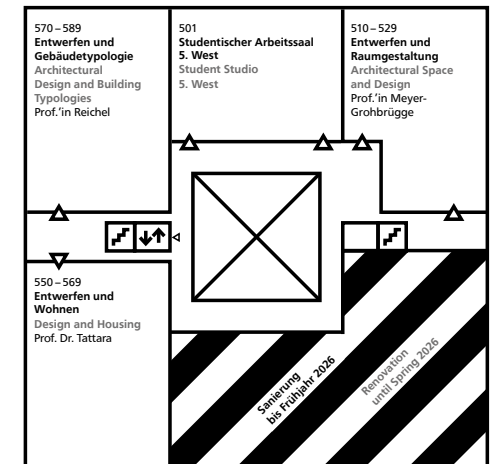 570 – 589
Entwerfen und
Gebäudetypologie
Architectural
Design and Building
Typologies
Prof.'in Reichel
501
Studentischer Arbeitssaal
5. West
Student Studio
5. West
510 – 529
Entwerfen und
Raumgestaltung
Architectural Space
and Design
Prof.'in Meyer-
Grohbrügge
550 – 569
Entwerfen und
Wohnen
Design and Housing
Prof. Dr. Tattara
Sanierung
bis Frühjahr 2026
Renovation
until Spring 2026